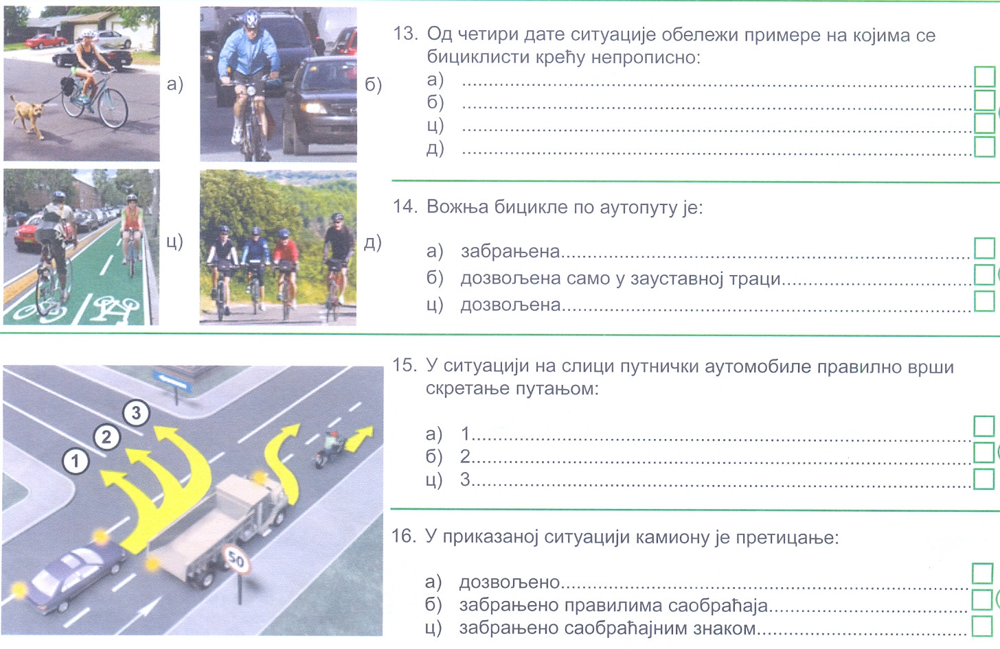 а)
б)
ц)
д)
13. Од четири дате ситуације обележи примере на којима се
бициклисти крећу непрописно:
а) ........................................
б) ........................................
ц) ........................................
д) ........................................
14. Вожња бицикле по аутопуту је:
а) забрањена........................................
б) дозвољена само у зауставној траци........................................
ц) дозвољена........................................
1
2
3
50
15. У ситуацији на слици путнички аутомобиле правилно врши
скретање путањом:
а) 1........................................
б) 2........................................
ц) 3........................................
16. У приказаној ситуацији камиону је претицање:
а) дозвољено........................................
б) забрањено правилима саобраћаја........................................
ц) забрањено саобраћајним знаком........................................